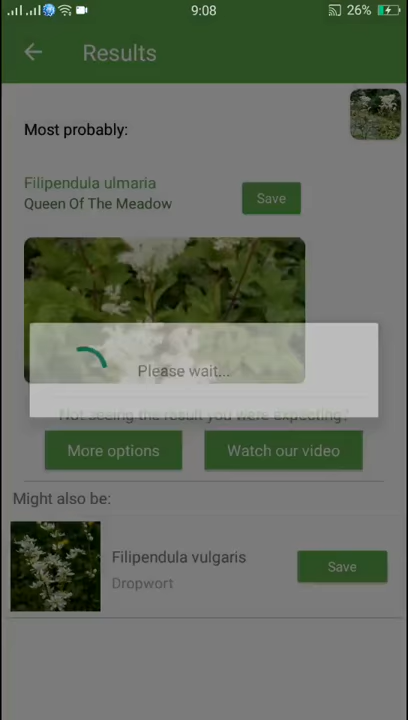 9:08
26%
Results
Most probably:
Filipendula ulmaria
Queen Of The Meadow
Save
Please wait...
Not seeing the result you were expecting?
More options
Watch our video
Might also be:
Filipendula vulgaris
Dropwort
Save